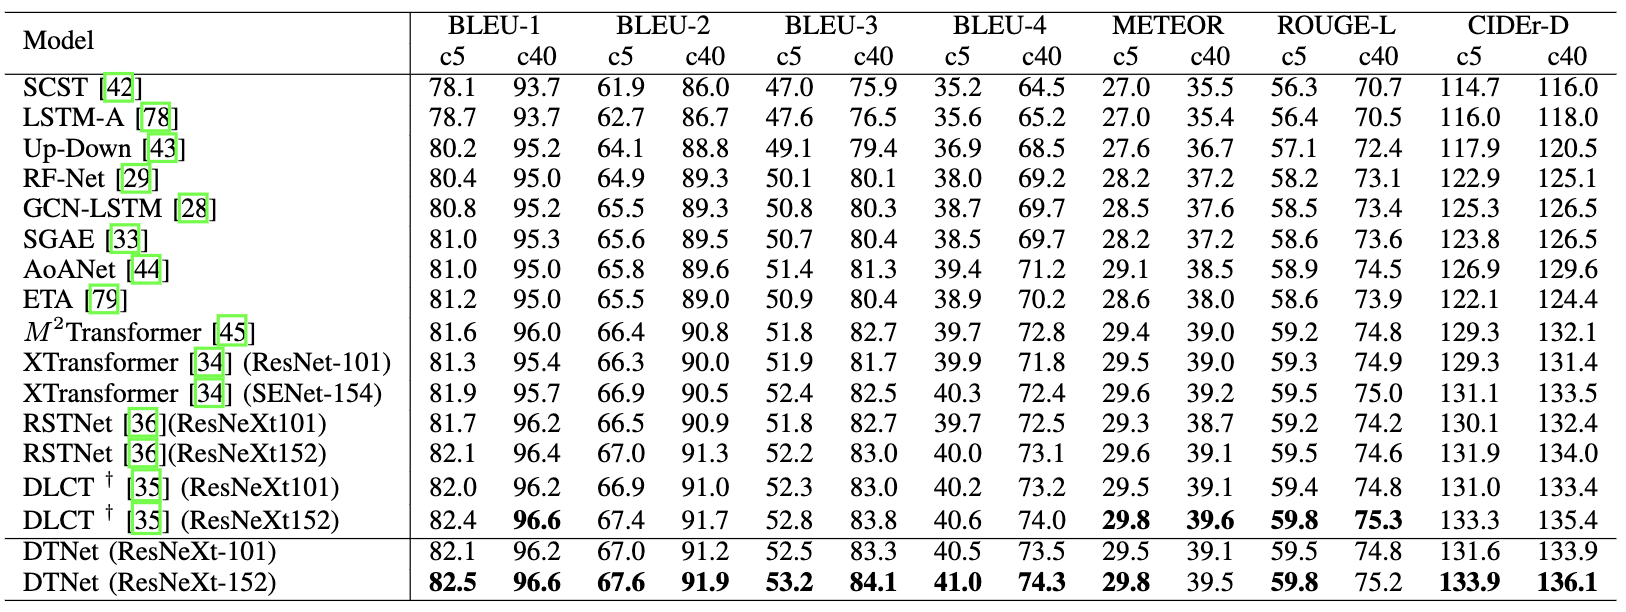 Model BLEU-1 BLEU-2 BLEU-3 BLEU-4 METEOR ROUGE-L CIDEr-D
c5 c40 c5 c40 c5 c40 c5 c40 c5 c40 c5 c40 c5 c40
SCST [42] 78.1 93.7 61.9 86.0 47.0 75.9 35.2 64.5 27.0 35.5 56.3 70.7 114.7 116.0
LSTM-A [78] 78.7 93.7 62.7 86.7 47.6 76.5 35.6 65.2 27.0 35.4 56.4 70.5 116.0 118.0
Up-Down [43] 80.2 95.2 64.1 88.8 49.1 79.4 36.9 68.5 27.6 36.7 57.1 72.4 117.9 120.5
RF-Net [29] 80.4 95.0 64.9 89.3 50.1 80.1 38.0 69.2 28.2 37.2 58.2 73.1 122.9 125.1
GCN-LSTM [28] 80.8 95.2 65.5 89.3 50.8 80.3 38.7 69.7 28.5 37.6 58.5 73.4 125.3 126.5
SGAE [33] 81.0 95.3 65.6 89.5 50.7 80.4 38.5 69.7 28.2 37.2 58.6 73.6 123.8 126.5
AoANet [44] 81.0 95.0 65.8 89.6 51.4 81.3 39.4 71.2 29.1 38.5 58.9 74.5 126.9 129.6
ETA [79] 81.2 95.0 65.5 89.0 50.9 80.4 38.9 70.2 28.6 38.0 58.6 73.9 122.1 124.4
M²Transformer [45] 81.6 96.0 66.4 90.8 51.8 82.7 39.7 72.8 29.4 39.0 59.2 74.8 129.3 132.1
XTransformer [34] (ResNet-101) 81.3 95.4 66.3 90.0 51.9 81.7 39.9 71.8 29.5 39.0 59.3 74.9 129.3 131.4
XTransformer [34] (SENet-154) 81.9 95.7 66.9 90.5 52.4 82.5 40.3 72.4 29.6 39.2 59.5 75.0 131.1 133.5
RSTNet [36](ResNeXt101) 81.7 96.2 66.5 90.9 51.8 82.7 39.7 72.5 29.3 38.7 59.2 74.2 130.1 132.4
RSTNet [36](ResNeXt152) 82.1 96.4 67.0 91.3 52.2 83.0 40.0 73.1 29.6 39.1 59.5 74.6 131.9 134.0
DLCT † [35] (ResNeXt101) 82.0 96.2 66.9 91.0 52.3 83.0 40.2 73.2 29.5 39.1 59.4 74.8 131.0 133.4
DLCT † [35] (ResNeXt152) 82.4 96.6 67.4 91.7 52.8 83.8 40.6 74.0 29.8 39.6 59.8 75.3 133.3 135.4
DTNet (ResNeXt-101) 82.1 96.2 67.0 91.2 52.5 83.3 40.5 73.5 29.5 39.1 59.5 74.8 131.6 133.9
DTNet (ResNeXt-152) 82.5 96.6 67.6 91.9 53.2 84.1 41.0 74.3 29.8 39.5 59.8 75.2 133.9 136.1